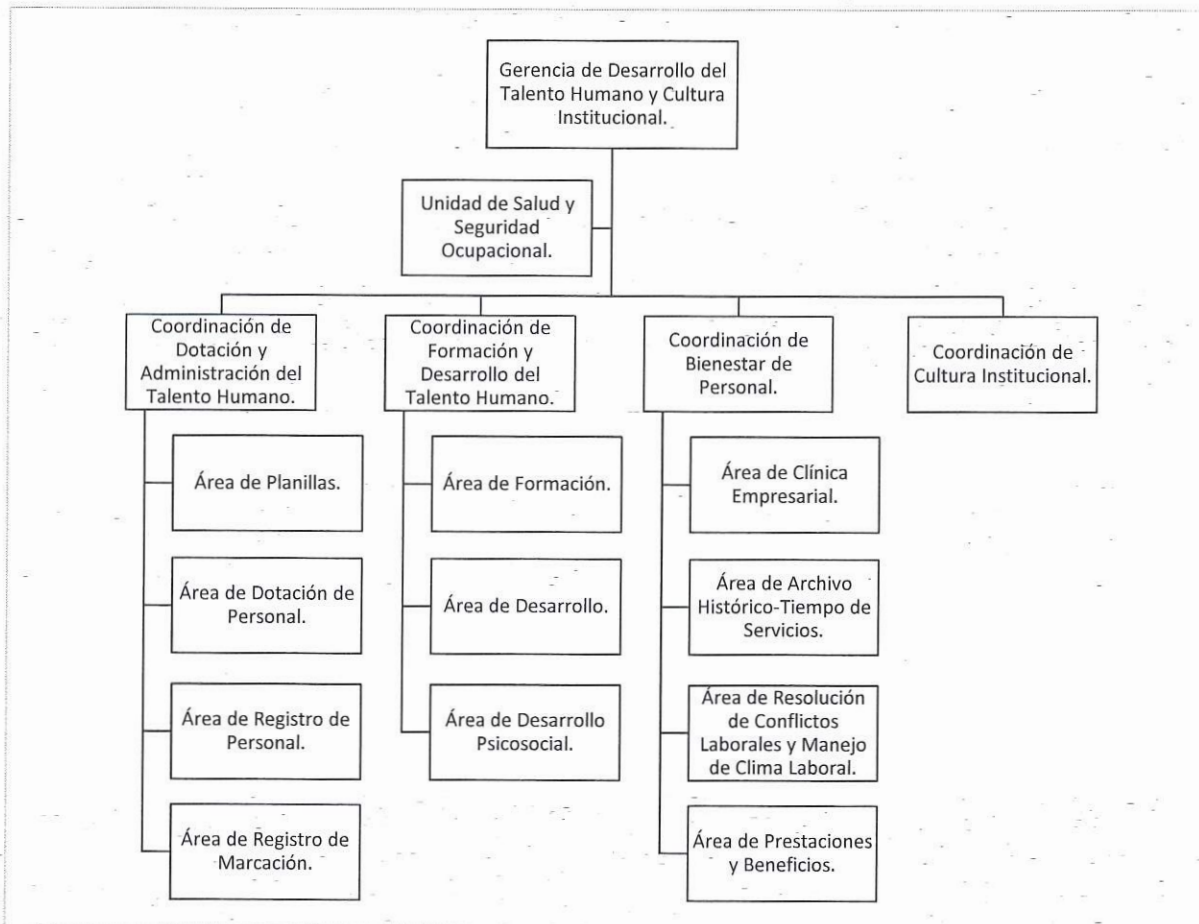 Gerencia de Desarrollo del
Talento Humano y Cultura
Institucional.
Unidad de Salud y
Seguridad
Ocupacional.
Coordinación de
Dotación y
Administración del
Talento Humano.
Coordinación de
Formación y
Desarrollo del
Talento Humano.
Coordinación de
Bienestar de
Personal.
Coordinación de
Cultura Institucional.
Área de Planillas.
Área de Dotación de
Personal.
Área de Registro de
Personal.
Área de Registro de
Marcación.
Área de Formación.
Área de Desarrollo.
Área de Desarrollo
Psicosocial.
Área de Clínica
Empresarial.
Área de Archivo
Histórico-Tiempo de
Servicios.
Área de Resolución
de Conflictos
Laborales y Manejo
de Clima Laboral.
Área de Prestaciones
y Beneficios.